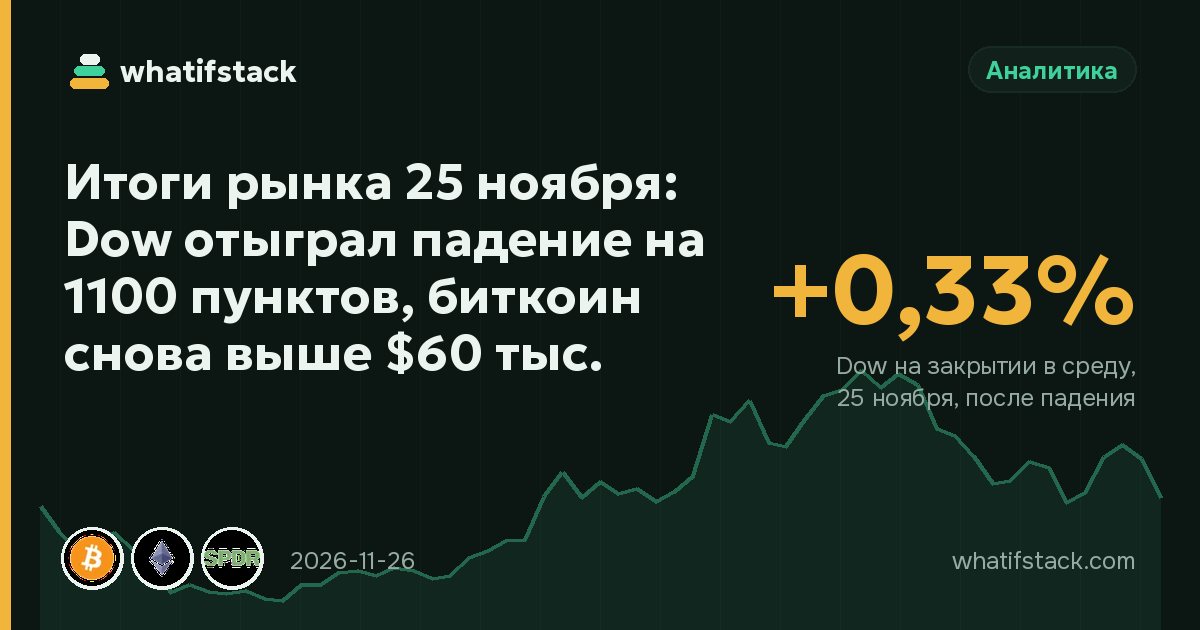 whatifstack
Аналитика
Итоги рынка 25 ноября:
Dow отыграл падение на
1100 пунктов, биткоин
снова выше $60 тыс.
+0,33%
Dow на закрытии в среду,
25 ноября, после падения
SPDR
2026-11-26
whatifstack.com